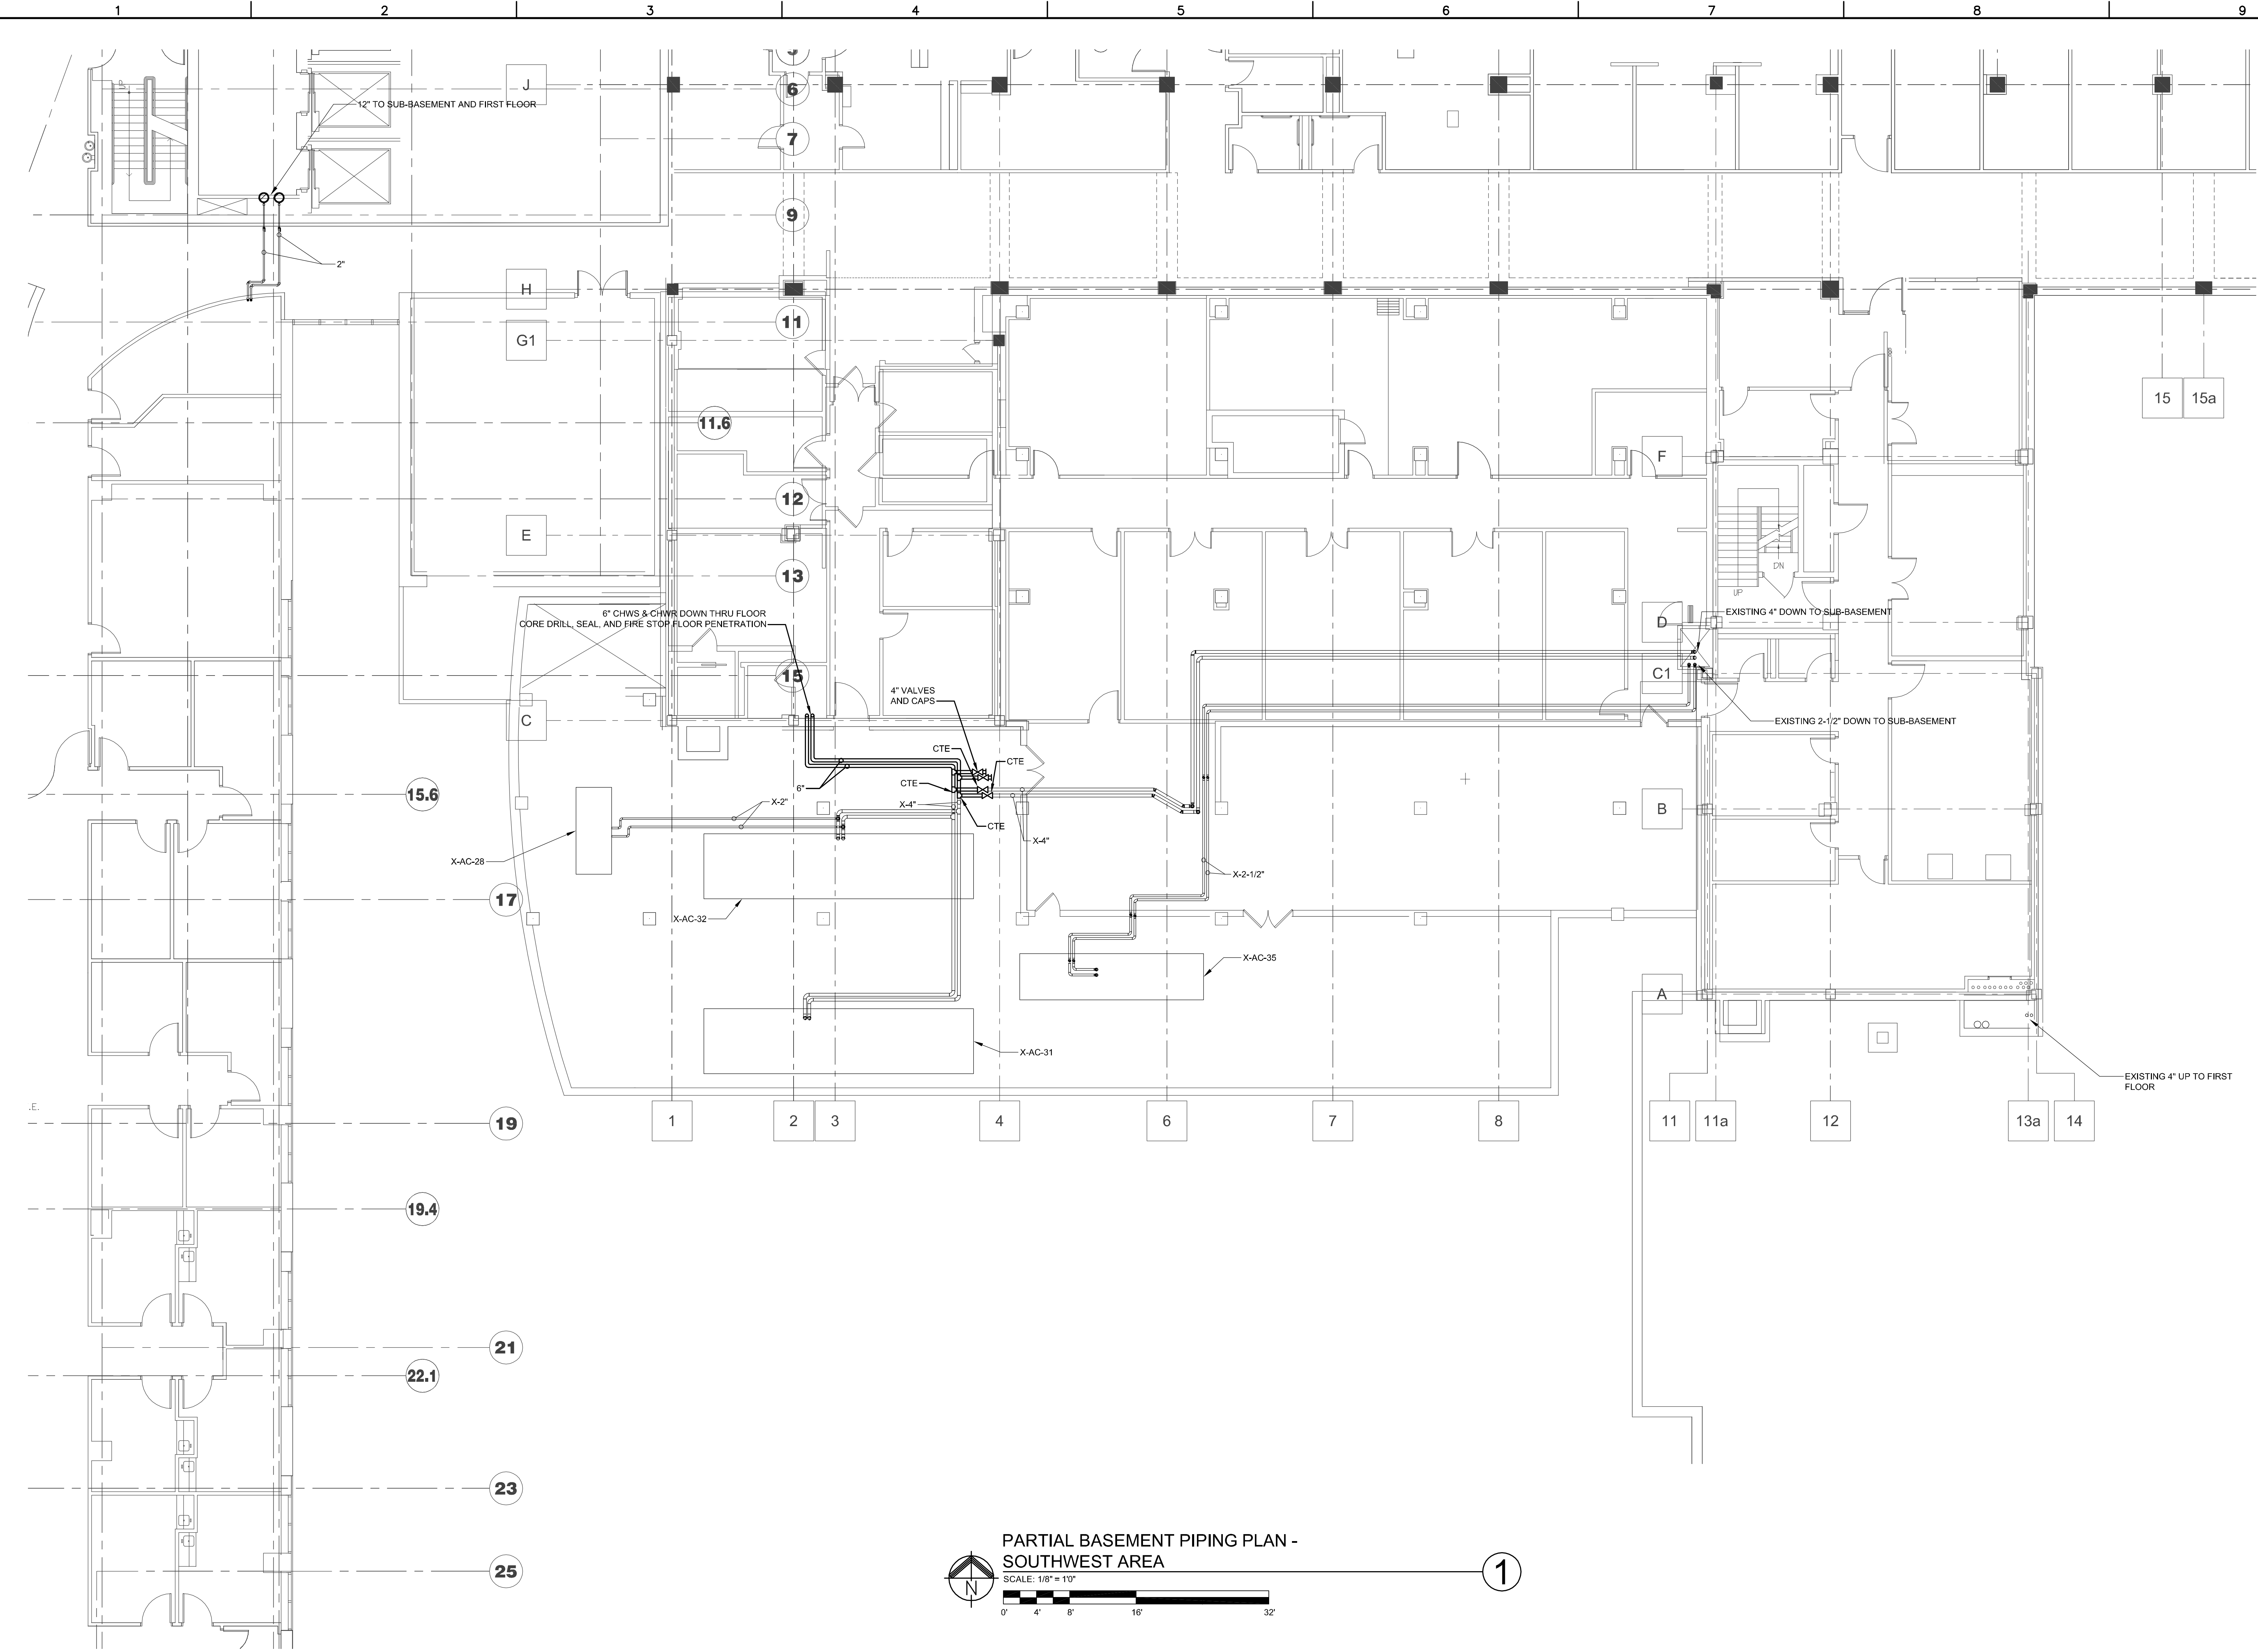 1 2 3 4 5 6 7 8 9
J
6
12" TO SUB-BASEMENT AND FIRST FLOOR
7
9
2"
H
11
G1
15 15a
11.6
F
12
E
13
DN
UP
6" CHWS & CHWR DOWN THRU FLOOR
CORE DRILL, SEAL, AND FIRE STOP FLOOR PENETRATION
EXISTING 4" DOWN TO SUB-BASEMENT
D
15
C1
4" VALVES
AND CAPS
C
EXISTING 2-1/2" DOWN TO SUB-BASEMENT
CTE
CTE
CTE
6"
15.6
X-2"
X-4"
B
CTE
X-4"
X-AC-28
X-2-1/2"
17
X-AC-32
X-AC-35
A
X-AC-31
EXISTING 4" UP TO FIRST
FLOOR
.E.
19
1 2 3 4 6 7 8 11 11a 12 13a 14
19.4
21
22.1
23
PARTIAL BASEMENT PIPING PLAN -
SOUTHWEST AREA
1
25
SCALE: 1/8" = 1'0"
N
0' 4' 8' 16' 32'